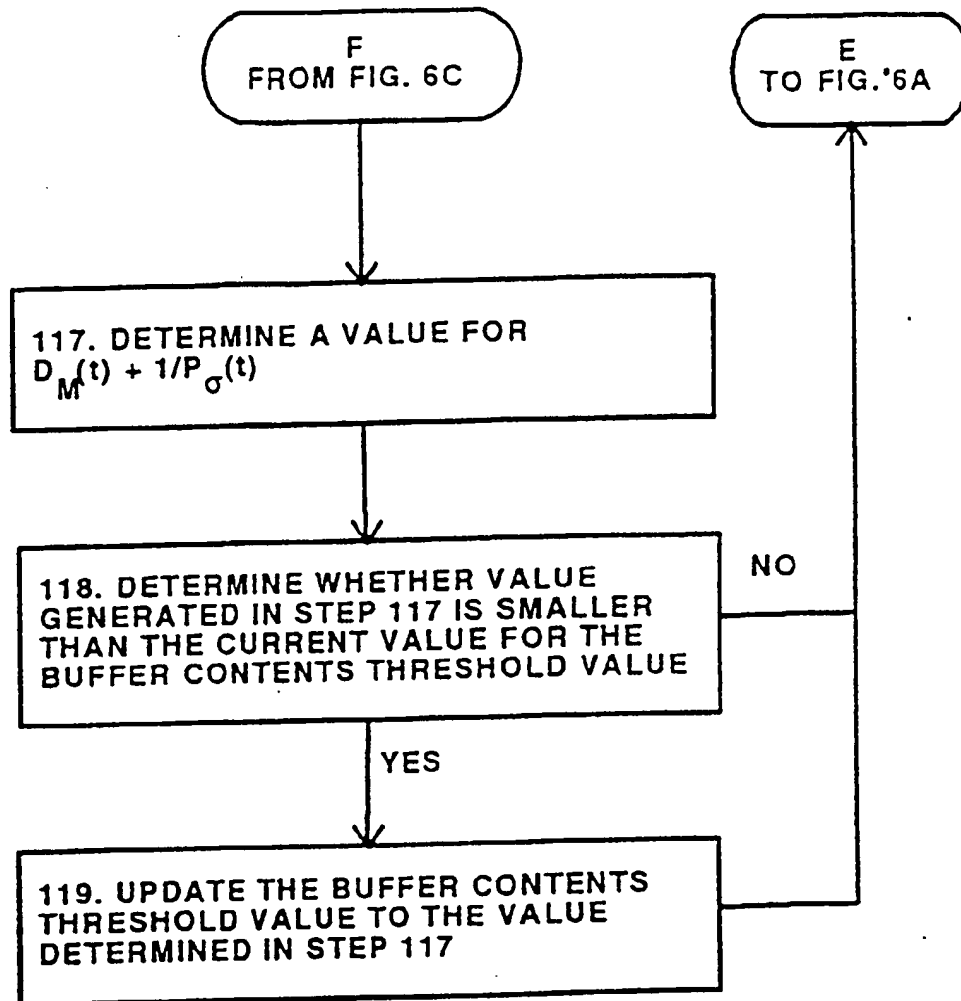 F
FROM FIG. 6C
E
TO FIG.'6A
117. DETERMINE A VALUE FOR
D_M(t) + 1/P_σ(t)
118. DETERMINE WHETHER VALUE
GENERATED IN STEP 117 IS SMALLER
THAN THE CURRENT VALUE FOR THE
BUFFER CONTENTS THRESHOLD VALUE
NO
YES
119. UPDATE THE BUFFER CONTENTS
THRESHOLD VALUE TO THE VALUE
DETERMINED IN STEP 117